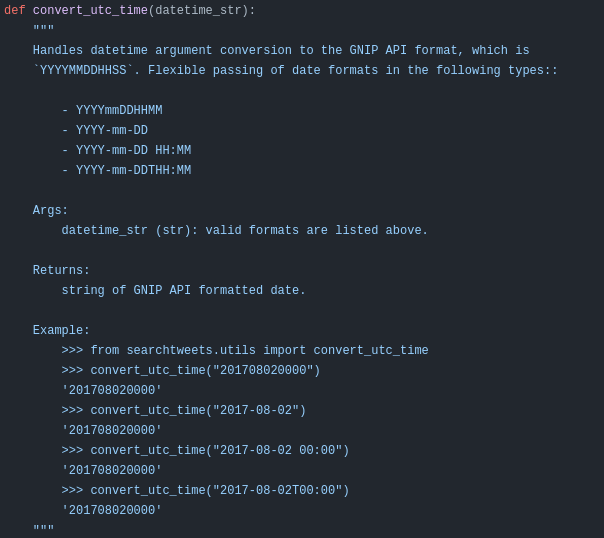 def convert_utc_time(datetime_str):
    """
    Handles datetime argument conversion to the GNIP API format, which is
    `YYYYMMDDHHSS`. Flexible passing of date formats in the following types::

        - YYYYmmDDHHMM
        - YYYY-mm-DD
        - YYYY-mm-DD HH:MM
        - YYYY-mm-DDTHH:MM

    Args:
        datetime_str (str): valid formats are listed above.

    Returns:
        string of GNIP API formatted date.

    Example:
        >>> from searchtweets.utils import convert_utc_time
        >>> convert_utc_time("201708020000")
        '201708020000'
        >>> convert_utc_time("2017-08-02")
        '201708020000'
        >>> convert_utc_time("2017-08-02 00:00")
        '201708020000'
        >>> convert_utc_time("2017-08-02T00:00")
        '201708020000'
    """